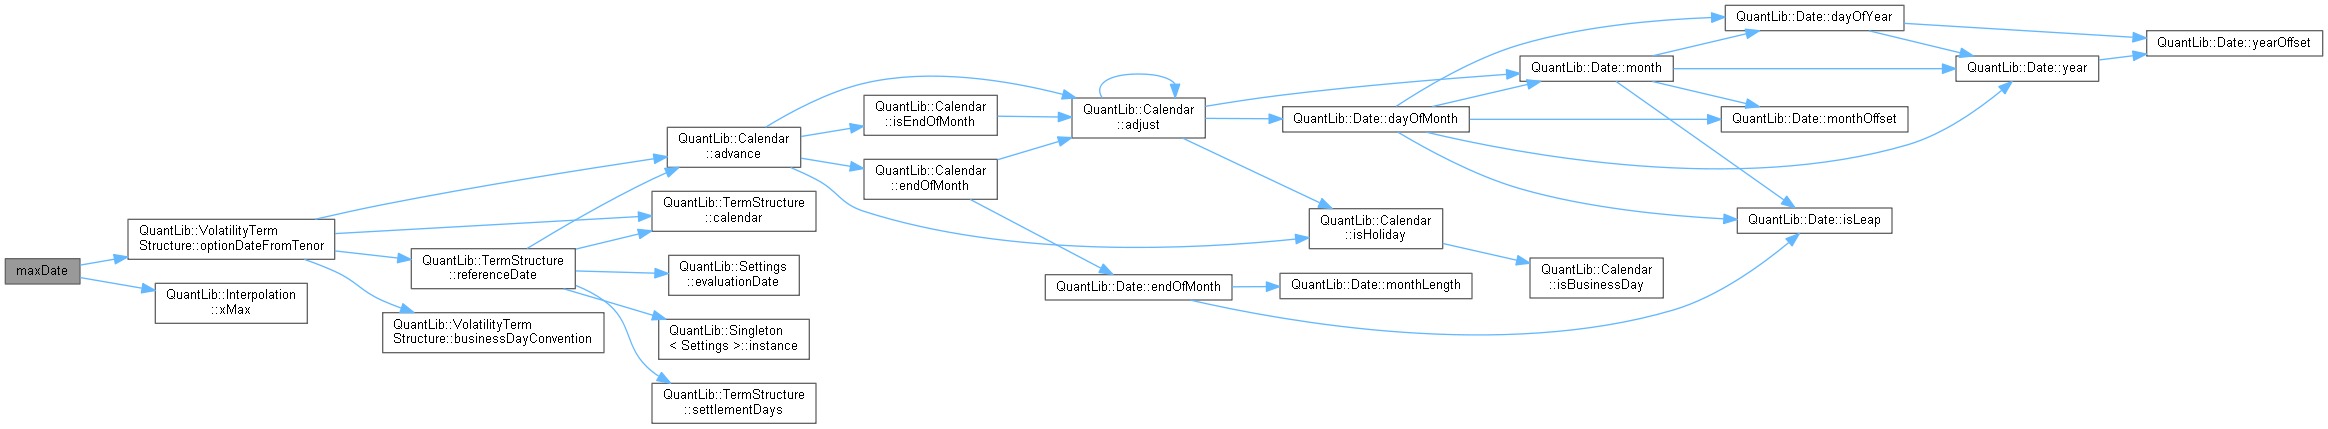 maxDate
QuantLib::VolatilityTerm
Structure::optionDateFromTenor
QuantLib::Interpolation
::xMax
QuantLib::TermStructure
::referenceDate
QuantLib::VolatilityTerm
Structure::businessDayConvention
QuantLib::Calendar
::advance
QuantLib::TermStructure
::calendar
QuantLib::Settings
::evaluationDate
QuantLib::Singleton
< Settings >::instance
QuantLib::TermStructure
::settlementDays
QuantLib::Calendar
::isEndOfMonth
QuantLib::Calendar
::endOfMonth
QuantLib::Calendar
::adjust
QuantLib::Date::endOfMonth
QuantLib::Date::dayOfMonth
QuantLib::Calendar
::isHoliday
QuantLib::Date::monthLength
QuantLib::Date::month
QuantLib::Calendar
::isBusinessDay
QuantLib::Date::dayOfYear
QuantLib::Date::monthOffset
QuantLib::Date::isLeap
QuantLib::Date::year
QuantLib::Date::yearOffset